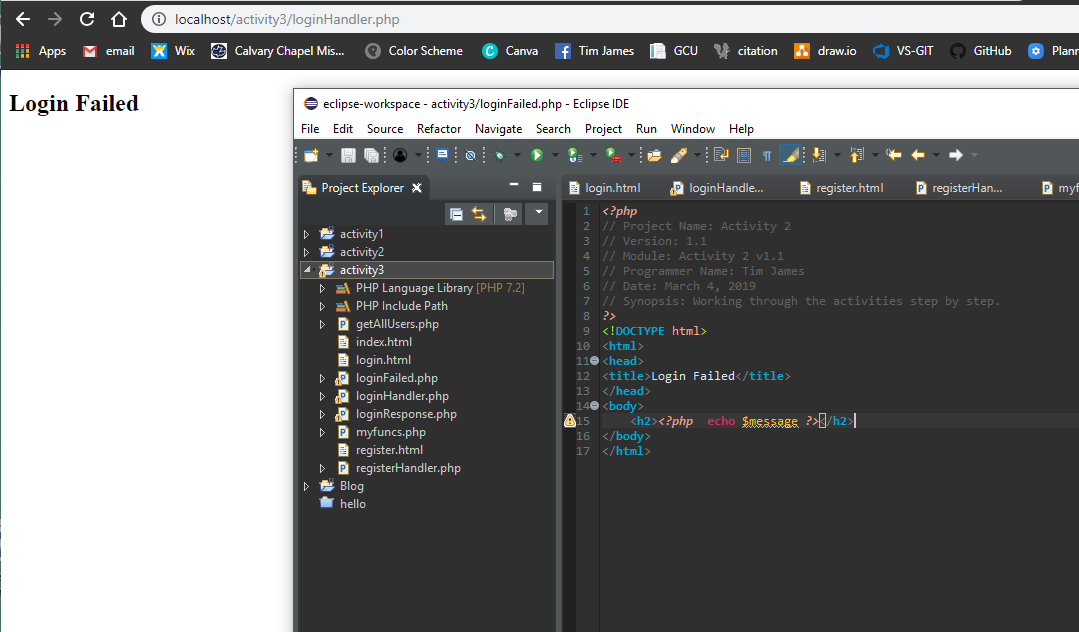 localhost/activity3/loginHandler.php
Apps email Wix Calvary Chapel Mis... Color Scheme Canva Tim James GCU citation draw.io VS-GIT GitHub Plann
Login Failed
eclipse-workspace - activity3/loginFailed.php - Eclipse IDE
File Edit Source Refactor Navigate Search Project Run Window Help
Project Explorer
activity1
activity2
activity3
PHP Language Library [PHP 7.2]
PHP Include Path
getAllUsers.php
index.html
login.html
loginFailed.php
loginHandler.php
loginResponse.php
myfuncs.php
register.html
registerHandler.php
Blog
hello
login.html loginHandle... register.html registerHan... myf
1 <?php
2 // Project Name: Activity 2
3 // Version: 1.1
4 // Module: Activity 2 v1.1
5 // Programmer Name: Tim James
6 // Date: March 4, 2019
7 // Synopsis: Working through the activities step by step.
8 ?>
9 <!DOCTYPE html>
10 <html>
11 <head>
12 <title>Login Failed</title>
13 </head>
14 <body>
15 <h2><?php  echo $message ?></h2>
16 </body>
17 </html>